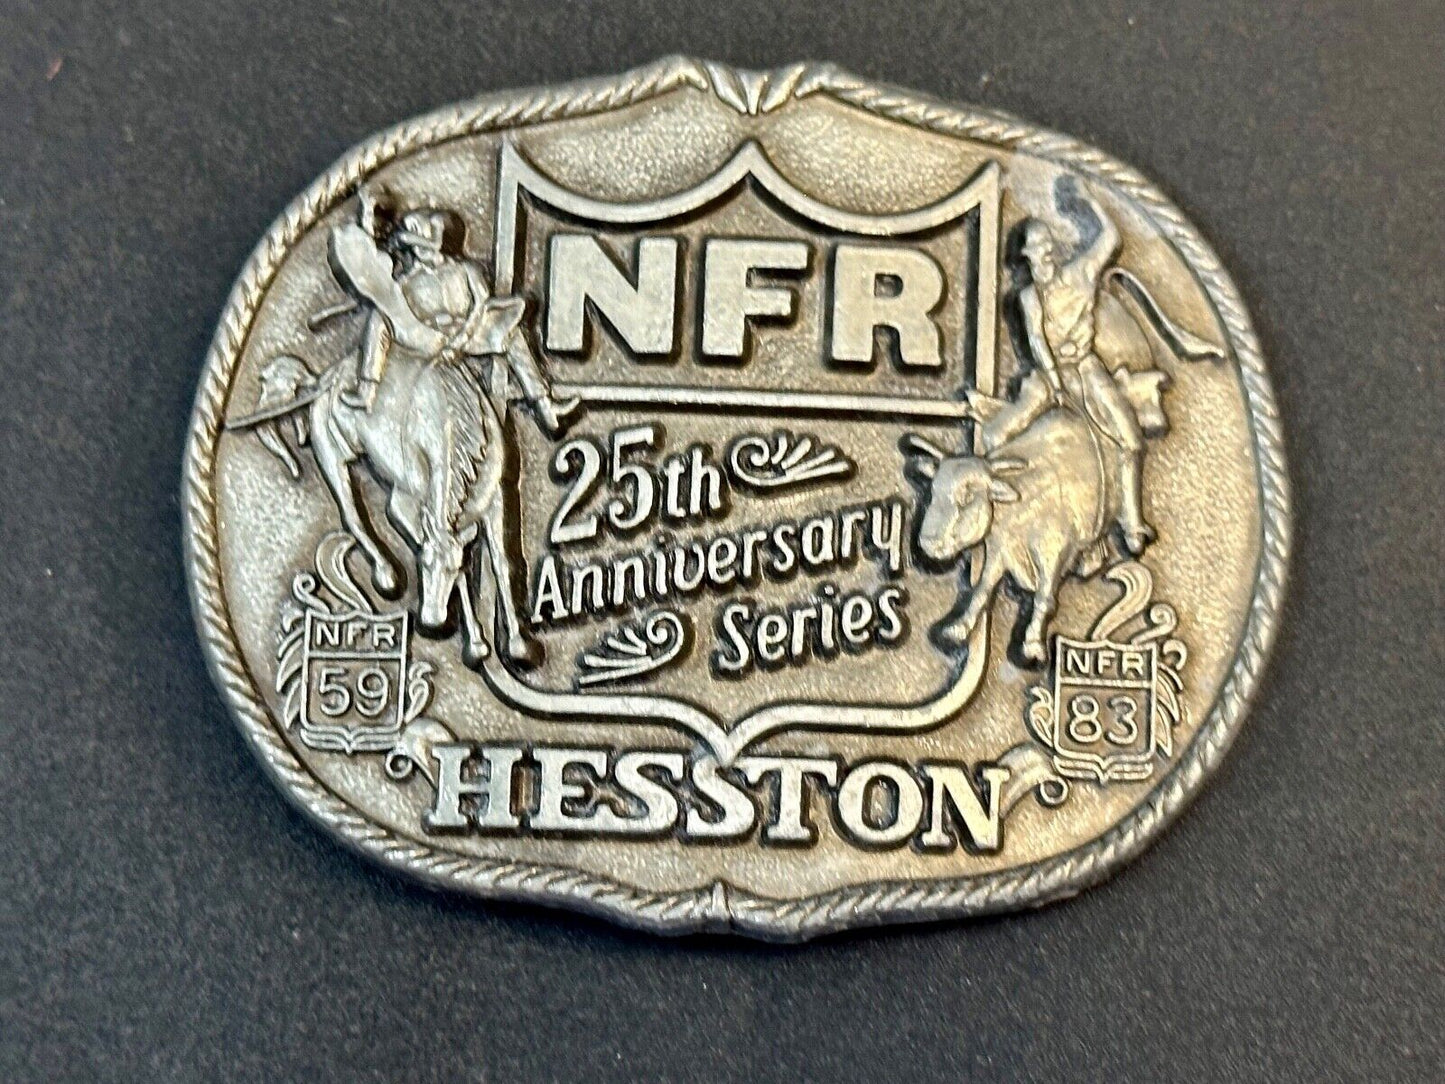 NFR
25th
Anniversary
Series
NFR
59
NFR
83
HESSTON